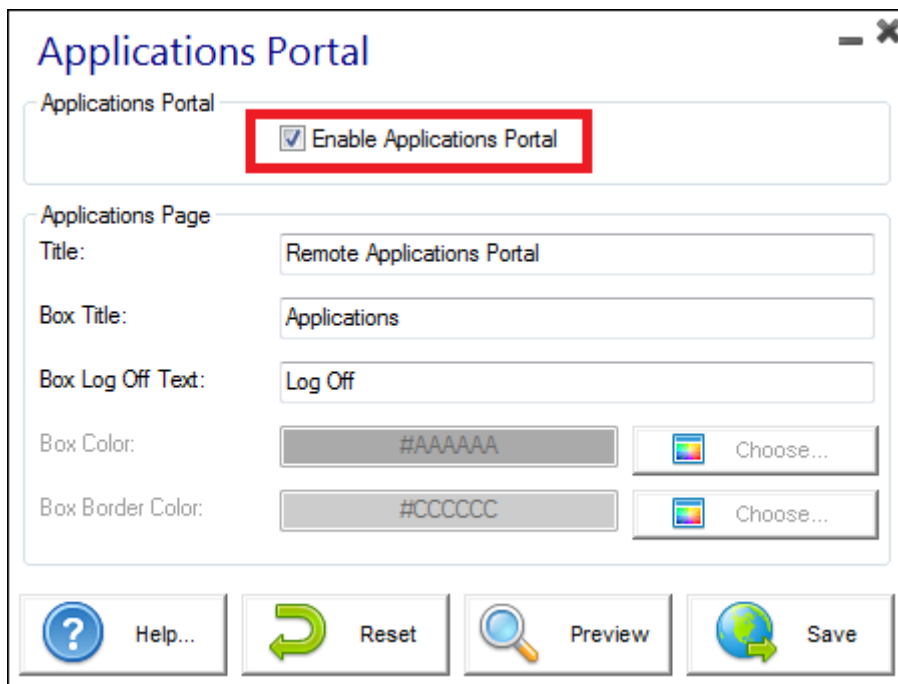 Applications Portal
Applications Portal
Enable Applications Portal
Applications Page
Title: Remote Applications Portal
Box Title: Applications
Box Log Off Text: Log Off
Box Color: #AAAAAA Choose...
Box Border Color: #CCCCCC Choose...
Help... Reset Preview Save